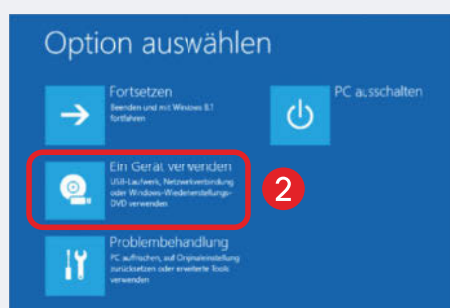 Option auswählen
Fortsetzen
Beenden und mit Windows 8.1
fortfahren
PC ausschalten
Ein Gerät verwenden
USB-Laufwerk, Netzwerkverbindung
oder Windows-Wiederherstellungs-
DVD verwenden
2
Problembehandlung
PC auffrischen, auf Originaleinstellung
zurücksetzen oder erweiterte Tools
verwenden